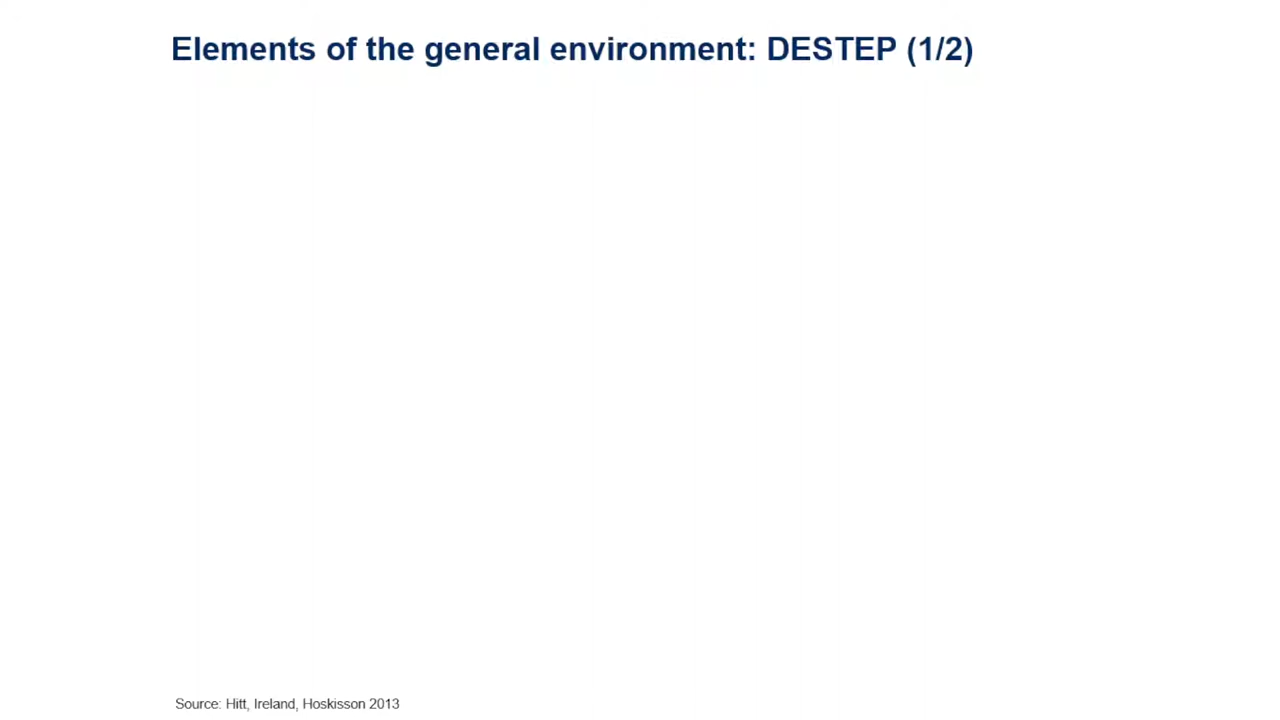 Elements of the general environment: DESTEP (1/2)
Source: Hitt, Ireland, Hoskisson 2013